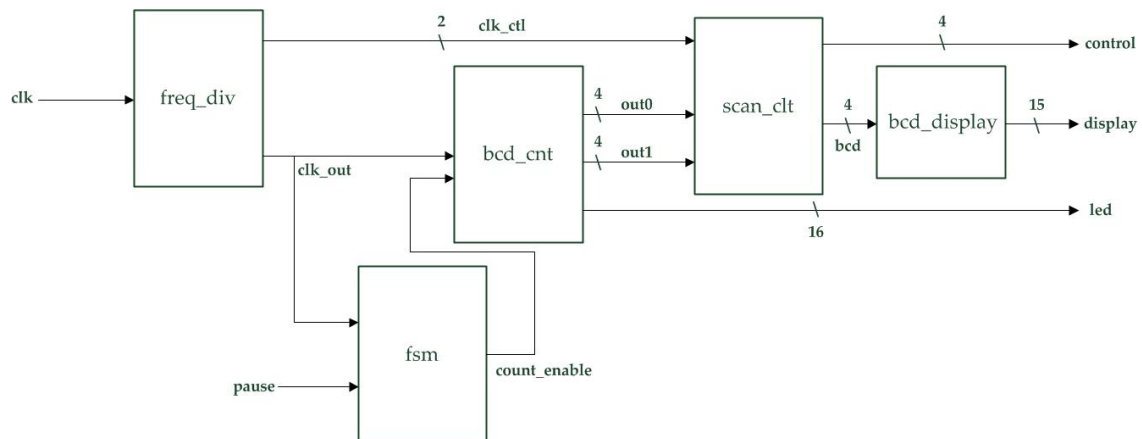 2
clk_ctl
4
control
clk
freq_div
4
out0
scan_clt
4
bcd
bcd_display
15
display
bcd_cnt
4
out1
clk_out
led
16
fsm
count_enable
pause